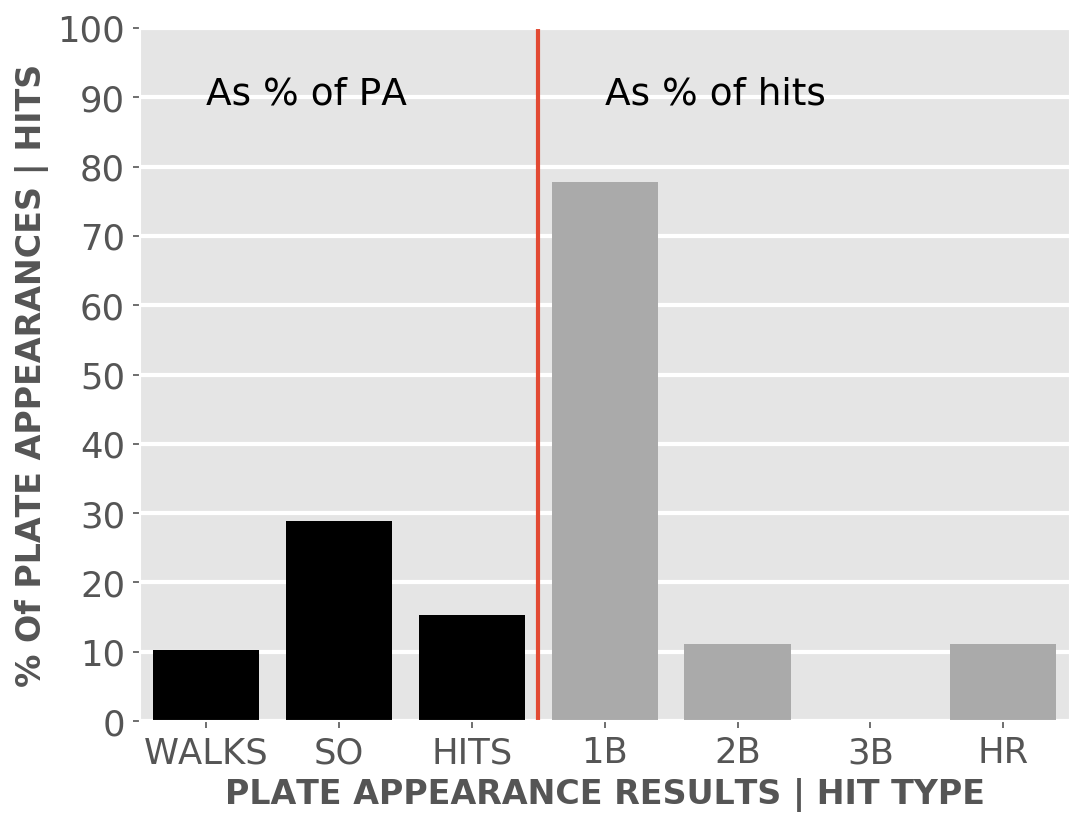 100
90
80
70
60
50
40
30
20
10
0
% Of PLATE APPEARANCES | HITS
As % of PA
As % of hits
WALKS SO HITS 1B 2B 3B HR
PLATE APPEARANCE RESULTS | HIT TYPE